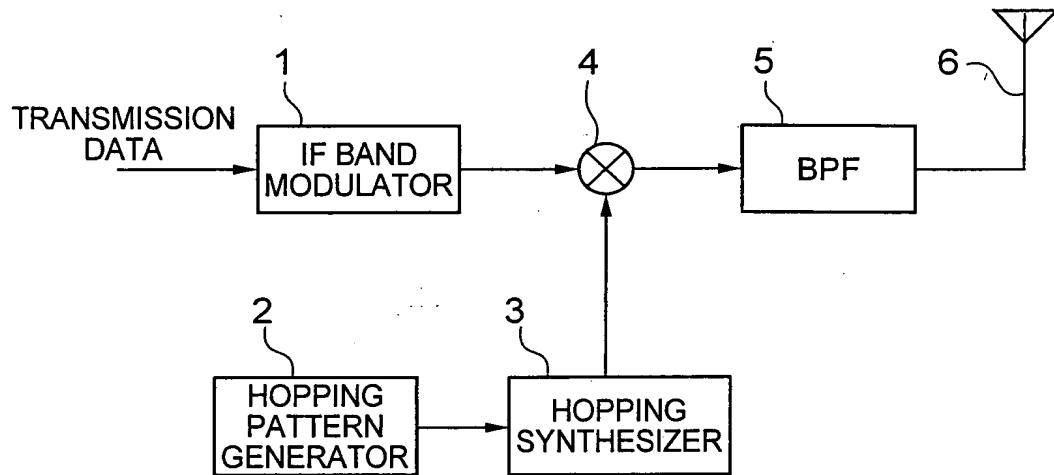 1
4
5
6
TRANSMISSION
DATA
IF BAND
MODULATOR
BPF
2
3
HOPPING
PATTERN
GENERATOR
HOPPING
SYNTHESIZER